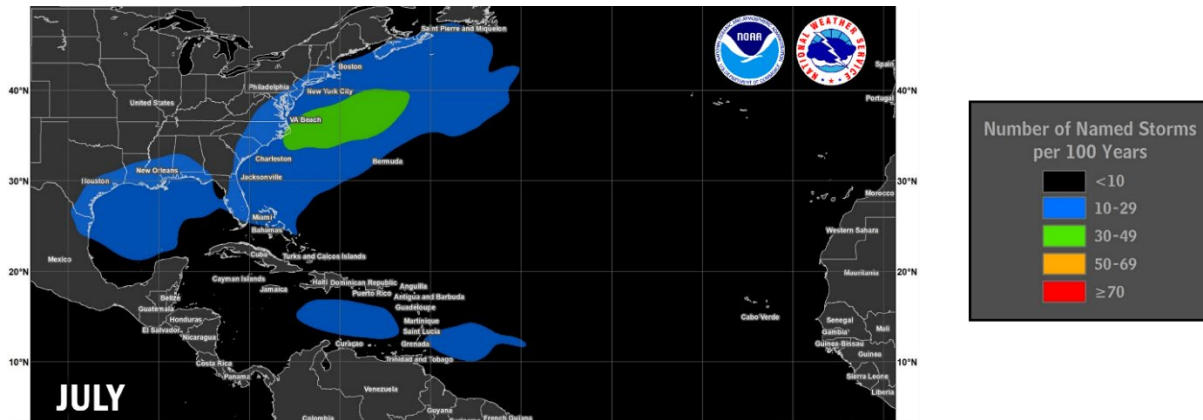 Saint Pierre and Miquelon
NOAA
NATIONAL WEATHER SERVICE
Boston
Spain
Philadelphia
New York City
40°N
40°N
United States
Portugal
VA Beach
Charleston
Bermuda
New Orleans
Houston
Jacksonville
30°N
30°N
Morocco
Miami
Bahamas
Western Sahara
Mexico
Cuba
Turks and Caicos Islands
20°N
20°N
Cayman Islands
Haiti
Dominican Republic
Anguilla
Mauritania
Jamaica
Puerto Rico
Antigua and Barbuda
Belize
Guadeloupe
Guatemala
Honduras
Martinique
Cabo Verde
Senegal
Mali
El Salvador
Saint Lucia
Gambia
Nicaragua
Curaçao
Grenada
Guinea-Bissau
Guinea
10°N
10°N
Costa Rica
Trinidad and Tobago
Panama
Sierra Leone
Venezuela
Liberia
JULY
Guyana
Colombia
French Guiana
Number of Named Storms
per 100 Years
<10
10-29
30-49
50-69
≥70